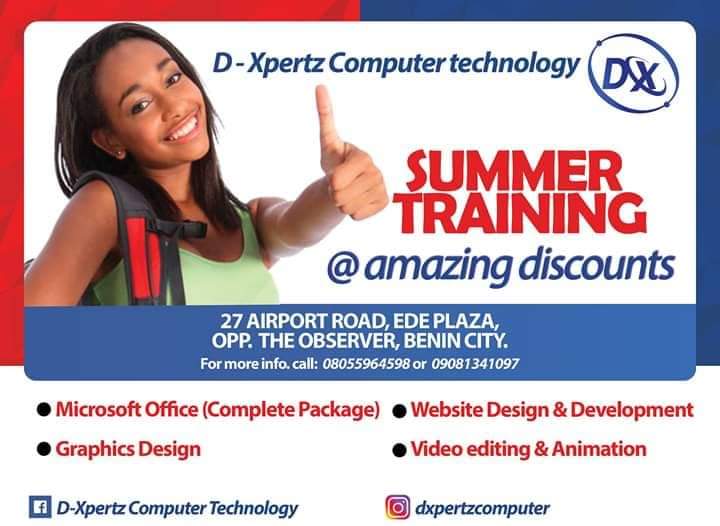 D - Xpertz Computer technology
DX
SUMMER
TRAINING
@ amazing discounts
27 AIRPORT ROAD, EDE PLAZA,
OPP. THE OBSERVER, BENIN CITY.
For more info. call: 08055964598 or 09081341097
● Microsoft Office (Complete Package)
● Website Design & Development
● Graphics Design
● Video editing & Animation
D-Xpertz Computer Technology
dxpertzcomputer